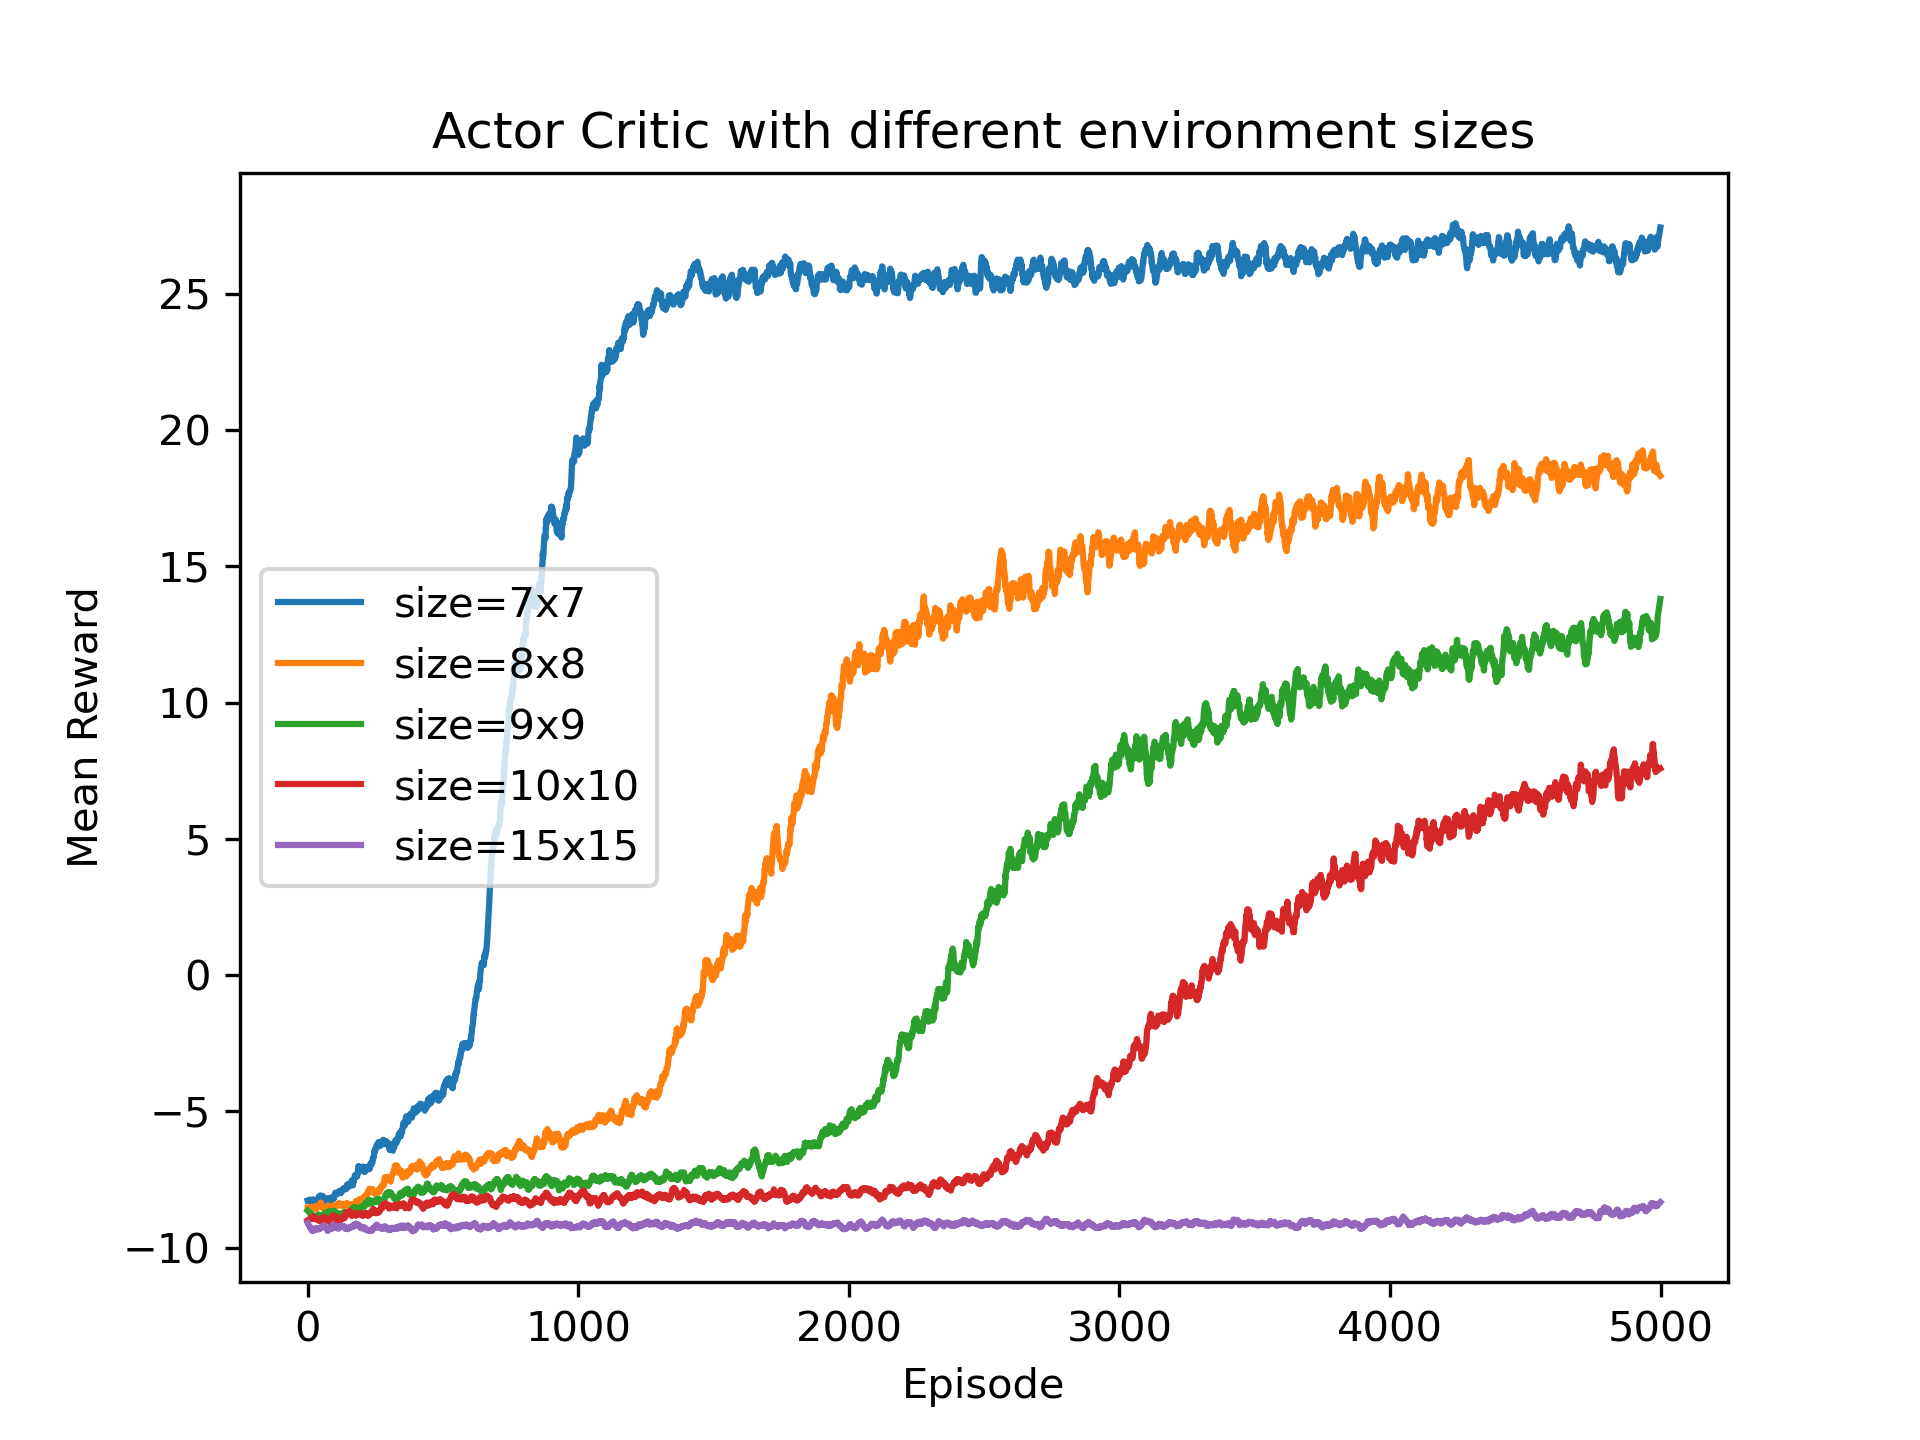 Actor Critic with different environment sizes
Mean Reward
25
20
15
10
5
0
−5
−10
size=7x7
size=8x8
size=9x9
size=10x10
size=15x15
0 1000 2000 3000 4000 5000
Episode